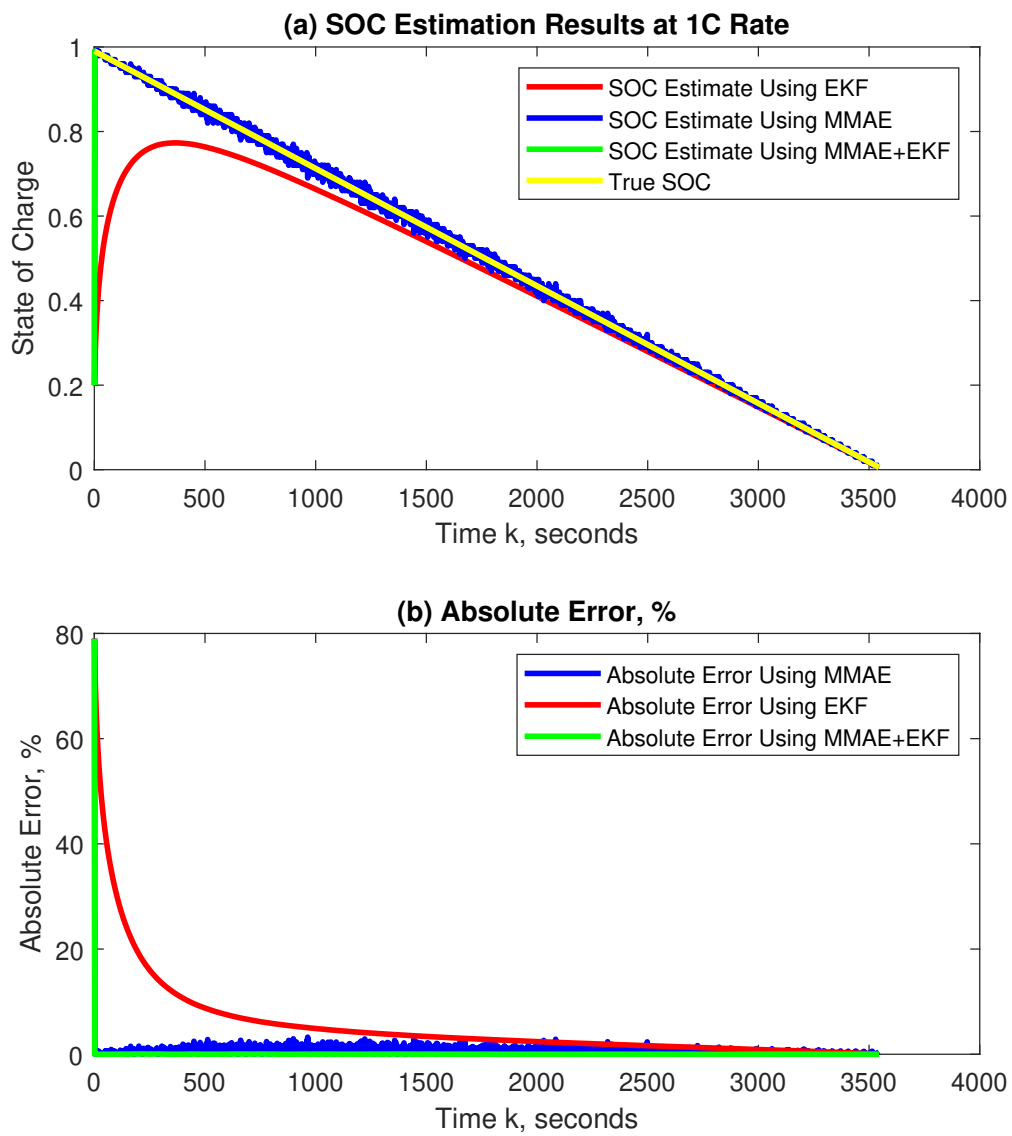 (a) SOC Estimation Results at 1C Rate
1
0.8
0.6
0.4
0.2
0
State of Charge
SOC Estimate Using EKF
SOC Estimate Using MMAE
SOC Estimate Using MMAE+EKF
True SOC
0 500 1000 1500 2000 2500 3000 3500 4000
Time k, seconds
(b) Absolute Error, %
80
60
40
20
0
Absolute Error, %
Absolute Error Using MMAE
Absolute Error Using EKF
Absolute Error Using MMAE+EKF
0 500 1000 1500 2000 2500 3000 3500 4000
Time k, seconds